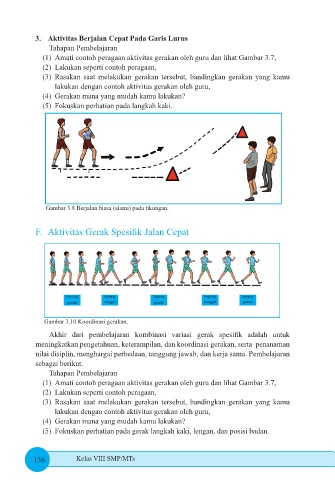 3. Aktivitas Berjalan Cepat Pada Garis Lurus
Tahapan Pembelajaran
(1) Amati contoh peragaan aktivitas gerakan oleh guru dan lihat Gambar 3.7,
(2) Lakukan seperti contoh peragaan,
(3) Rasakan saat melakukan gerakan tersebut, bandingkan gerakan yang kamu
lakukan dengan contoh aktivitas gerakan oleh guru,
(4) Gerakan mana yang mudah kamu lakukan?
(5) Fokuskan perhatian pada langkah kaki.
Gambar 3.8 Berjalan biasa (alami) pada tikungan.
F. Aktivitas Gerak Spesifik Jalan Cepat
Gambar 3.10 Koordinasi gerakan.
Akhir dari pembelajaran kombinasi variasi gerak spesifik adalah untuk
meningkatkan pengetahuan, keterampilan, dan koordinasi gerakan, serta penanaman
nilai disiplin, menghargai perbedaan, tanggung jawab, dan kerja sama. Pembelajaran
sebagai berikut.
Tahapan Pembelajaran
(1) Amati contoh peragaan aktivitas gerakan oleh guru dan lihat Gambar 3.7,
(2) Lakukan seperti contoh peragaan,
(3) Rasakan saat melakukan gerakan tersebut, bandingkan gerakan yang kamu
lakukan dengan contoh aktivitas gerakan oleh guru,
(4) Gerakan mana yang mudah kamu lakukan?
(5) Fokuskan perhatian pada gerak langkah kaki, lengan, dan posisi badan.
136 Kelas VIII SMP/MTs